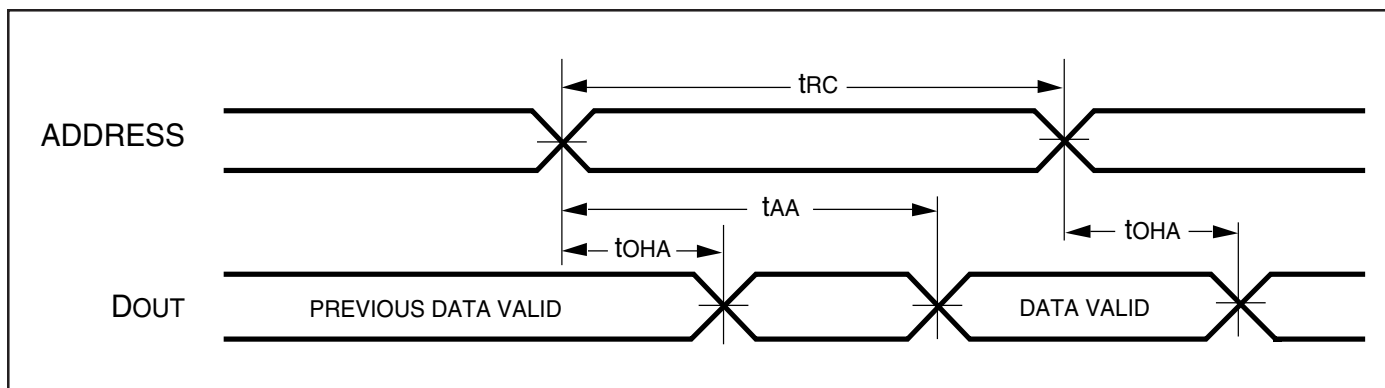 tRC
ADDRESS
tAA
tOHA
tOHA
DOUT
PREVIOUS DATA VALID
DATA VALID